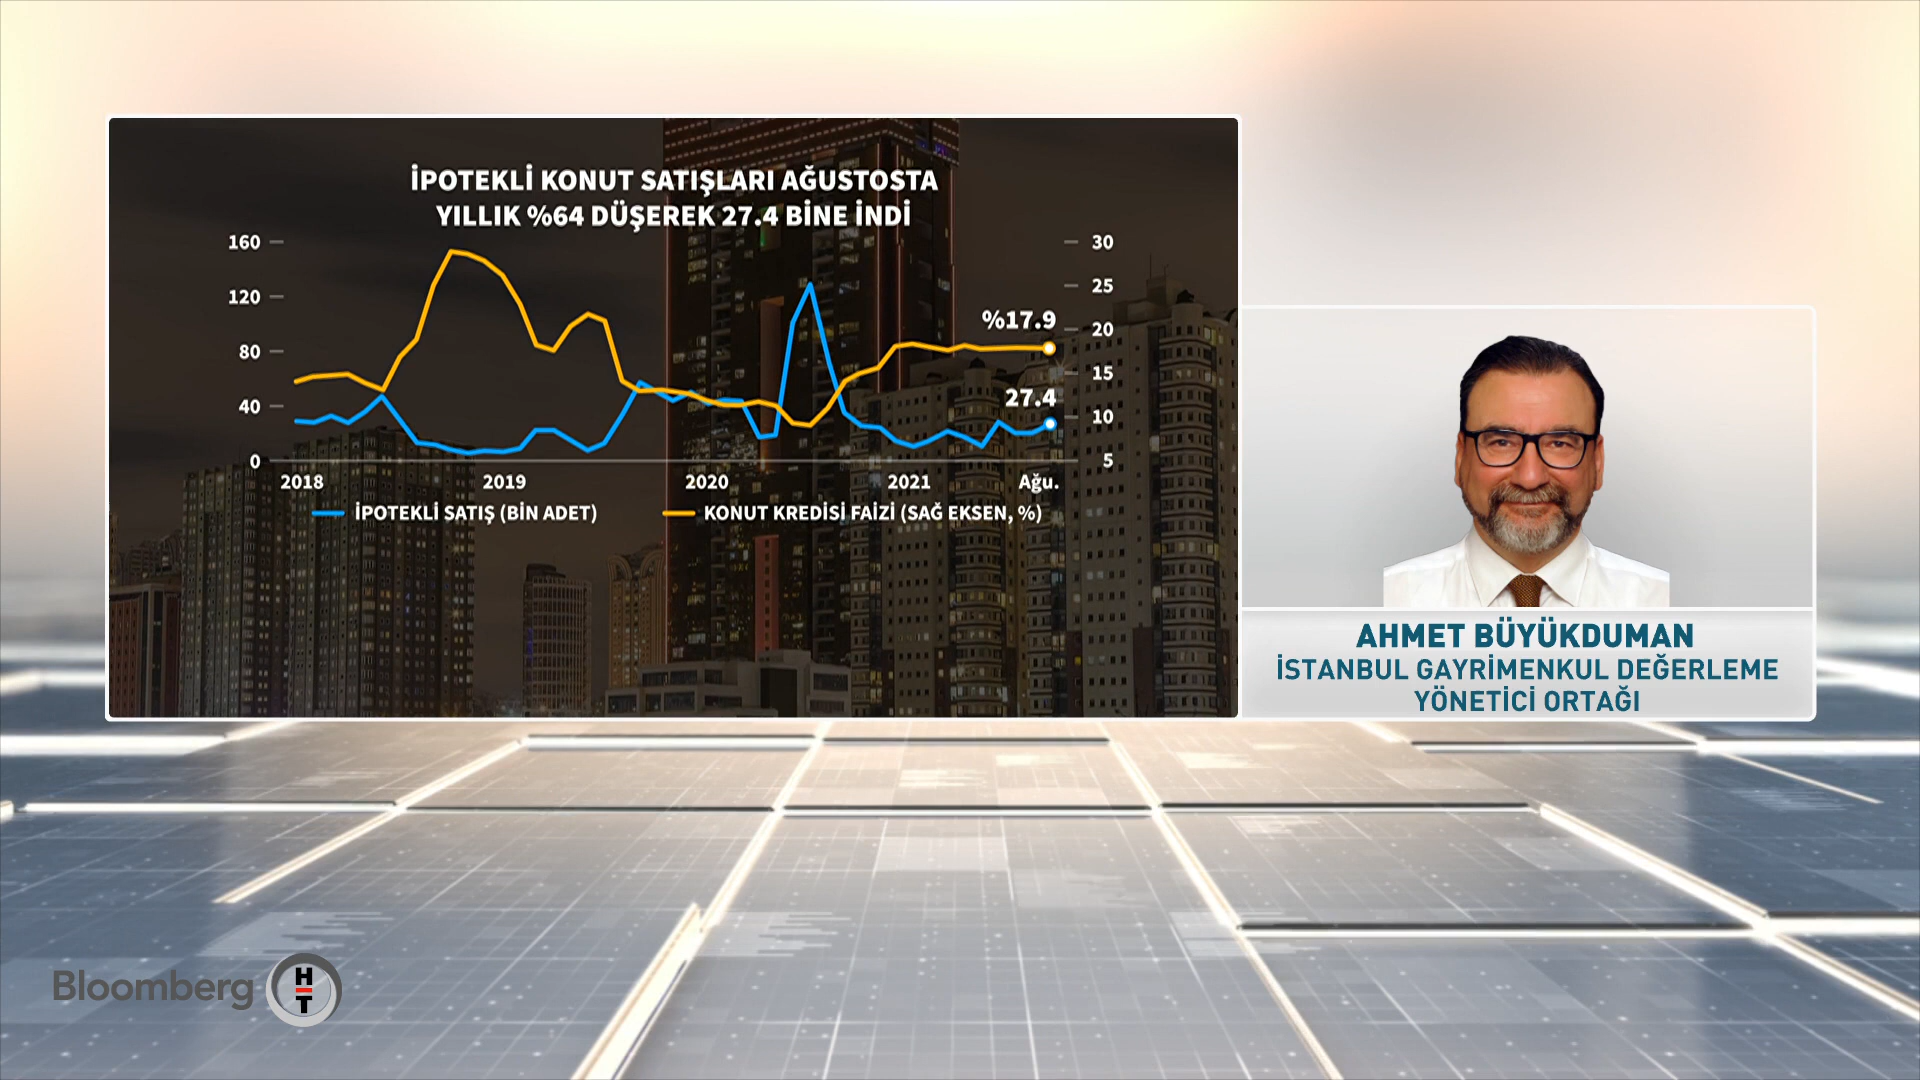 İPOTEKLİ KONUT SATIŞLARI AĞUSTOSTA
YILLIK %64 DÜŞEREK 27.4 BİNE İNDİ
160
120
80
40
0
30
25
20
15
10
5
%17.9
27.4
2018 2019 2020 2021 Ağu.
İPOTEKLİ SATIŞ (BİN ADET) KONUT KREDİSİ FAİZİ (SAĞ EKSEN, %)
AHMET BÜYÜKDUMAN
İSTANBUL GAYRİMENKUL DEĞERLEME
YÖNETİCİ ORTAĞI
Bloomberg HT